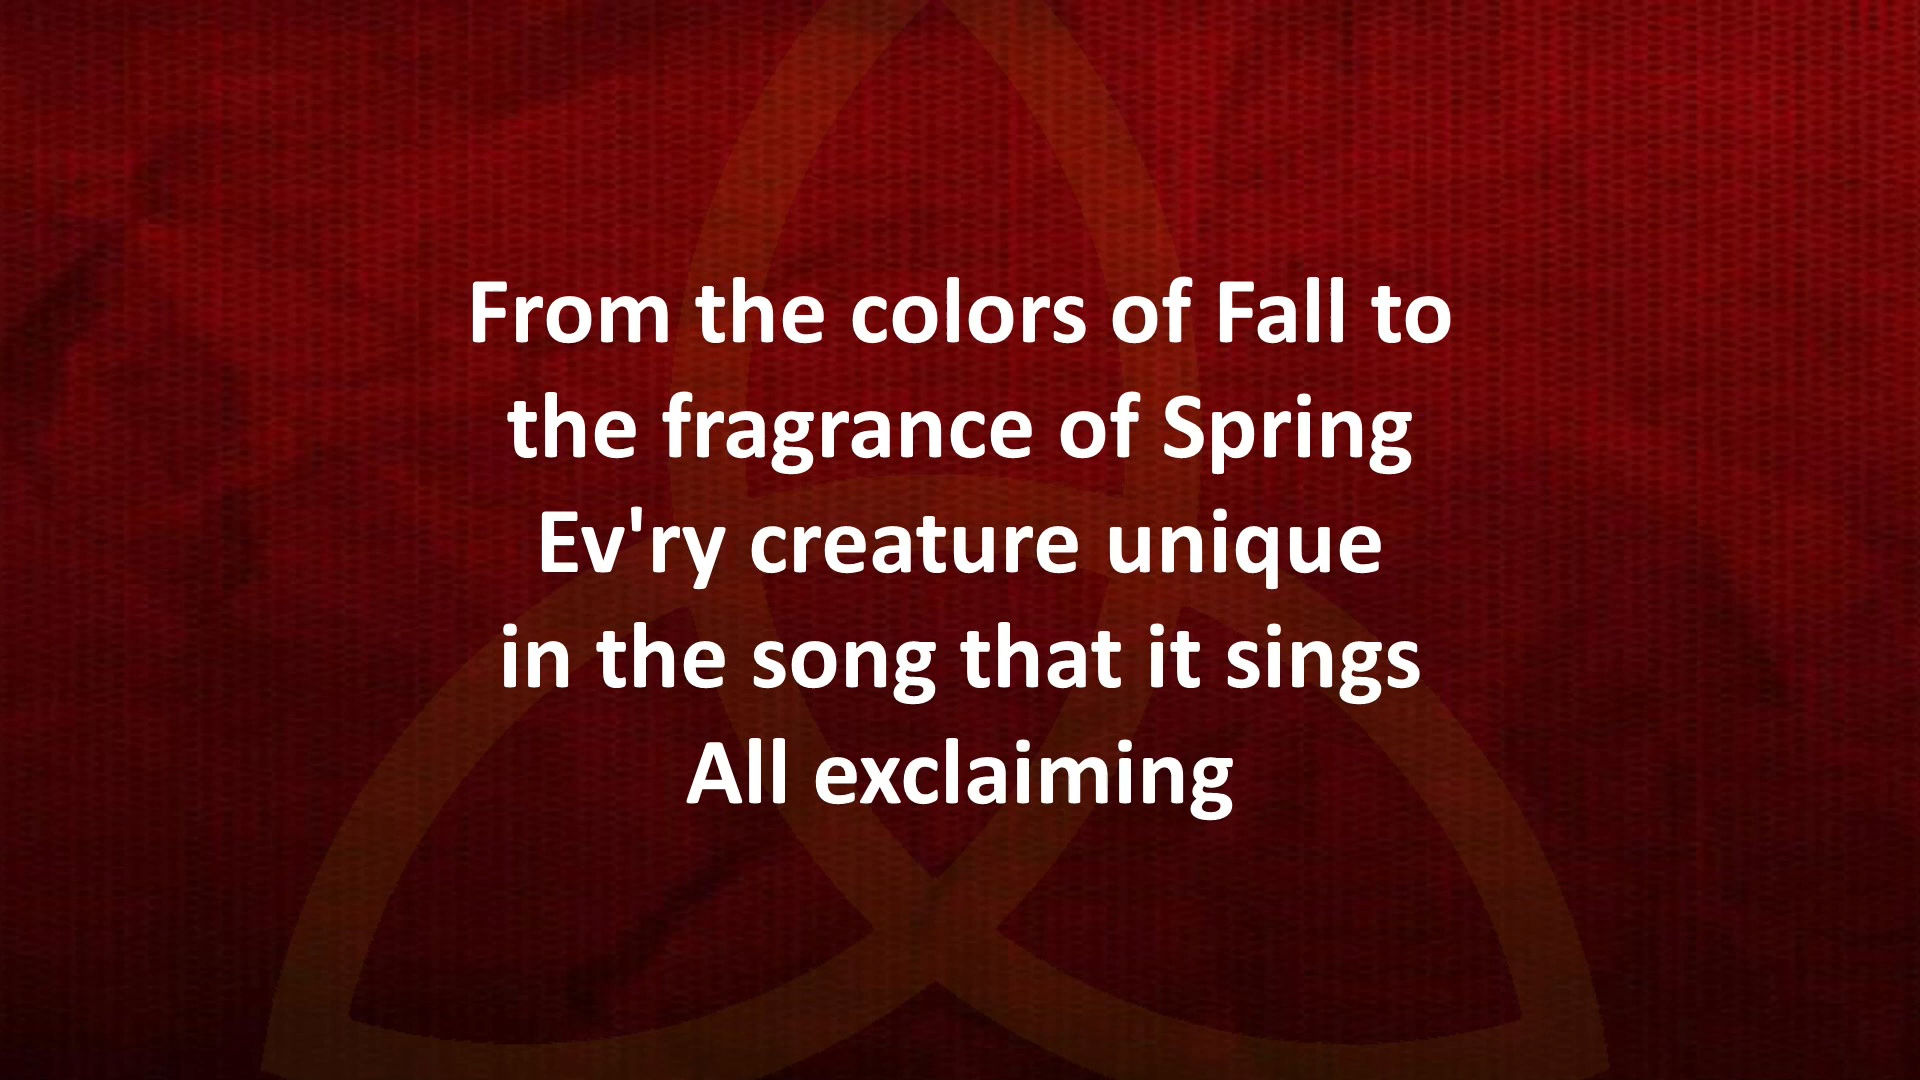 From the colors of Fall to
the fragrance of Spring
Ev'ry creature unique
in the song that it sings
All exclaiming